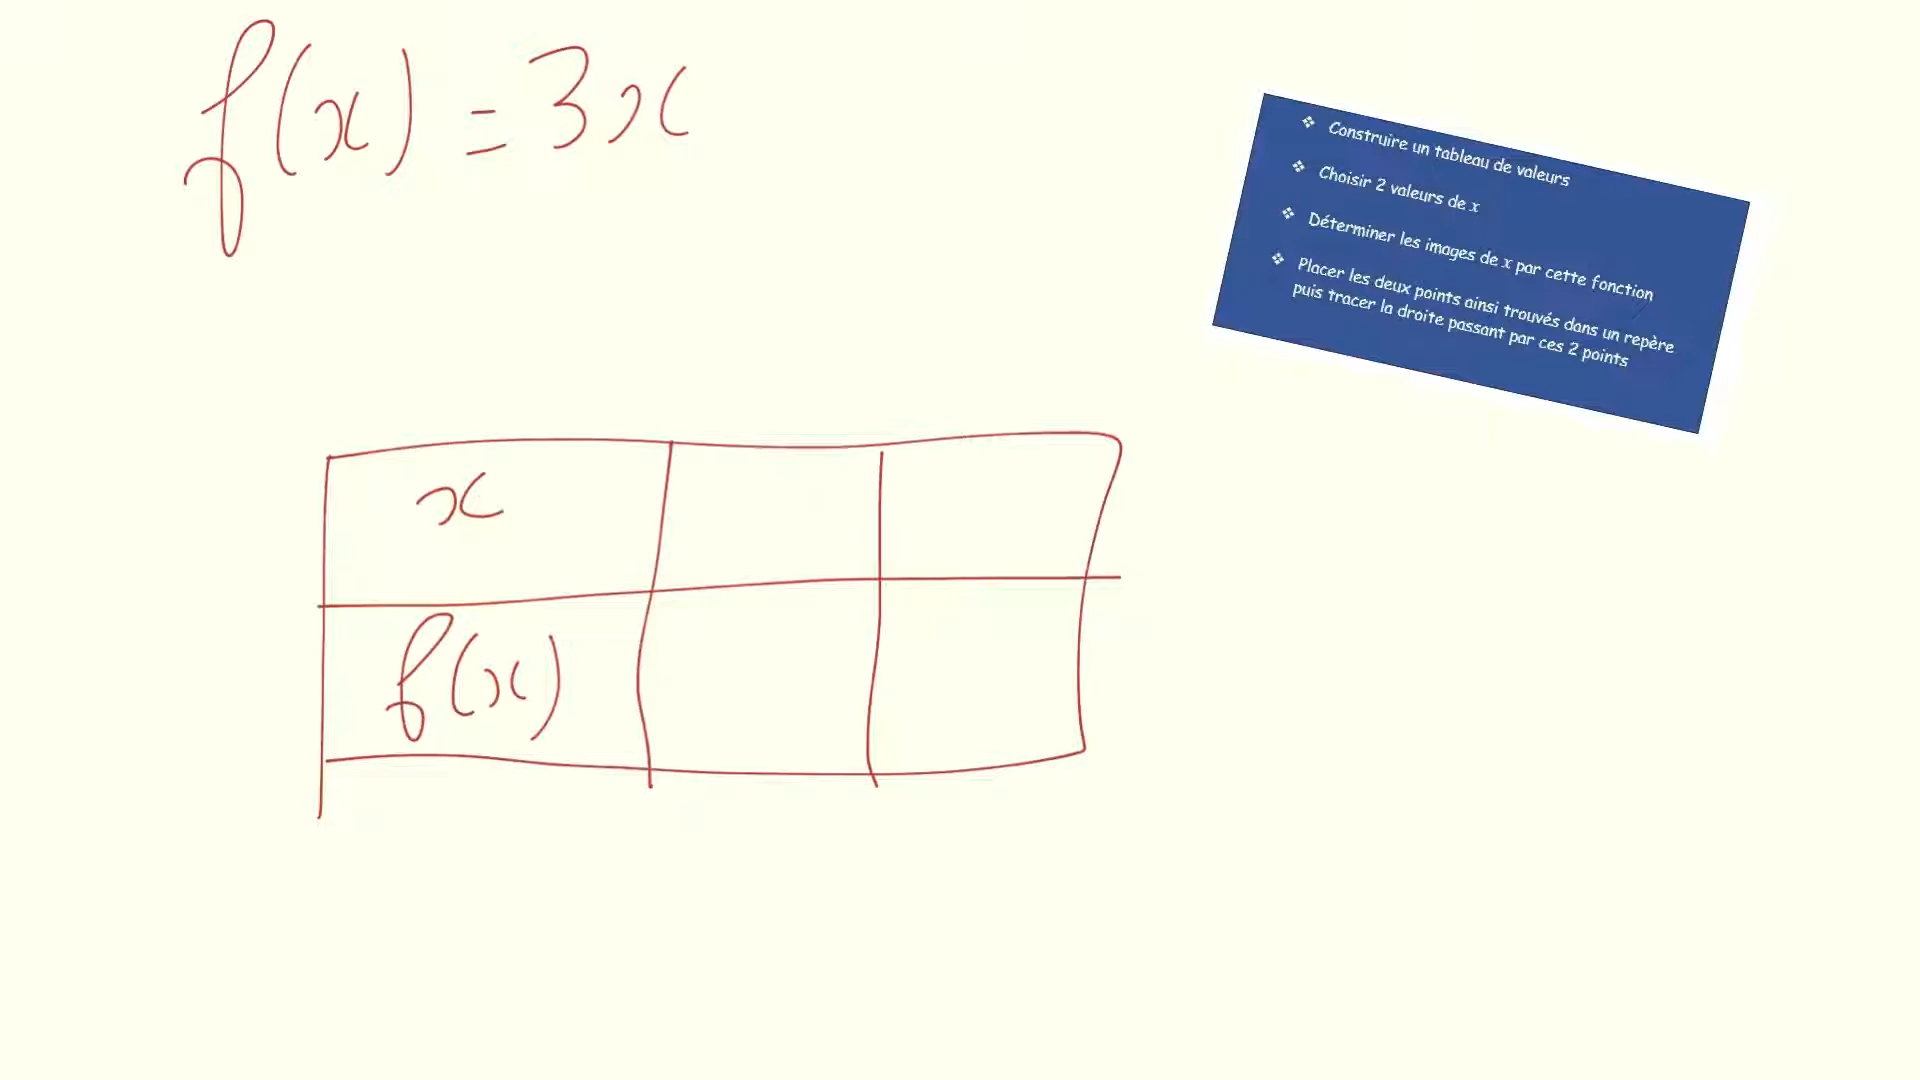 f(x) = 3x
❖ Construire un tableau de valeurs
❖ Choisir 2 valeurs de x
❖ Déterminer les images de x par cette fonction
❖ Placer les deux points ainsi trouvés dans un repère
puis tracer la droite passant par ces 2 points
x
f(x)